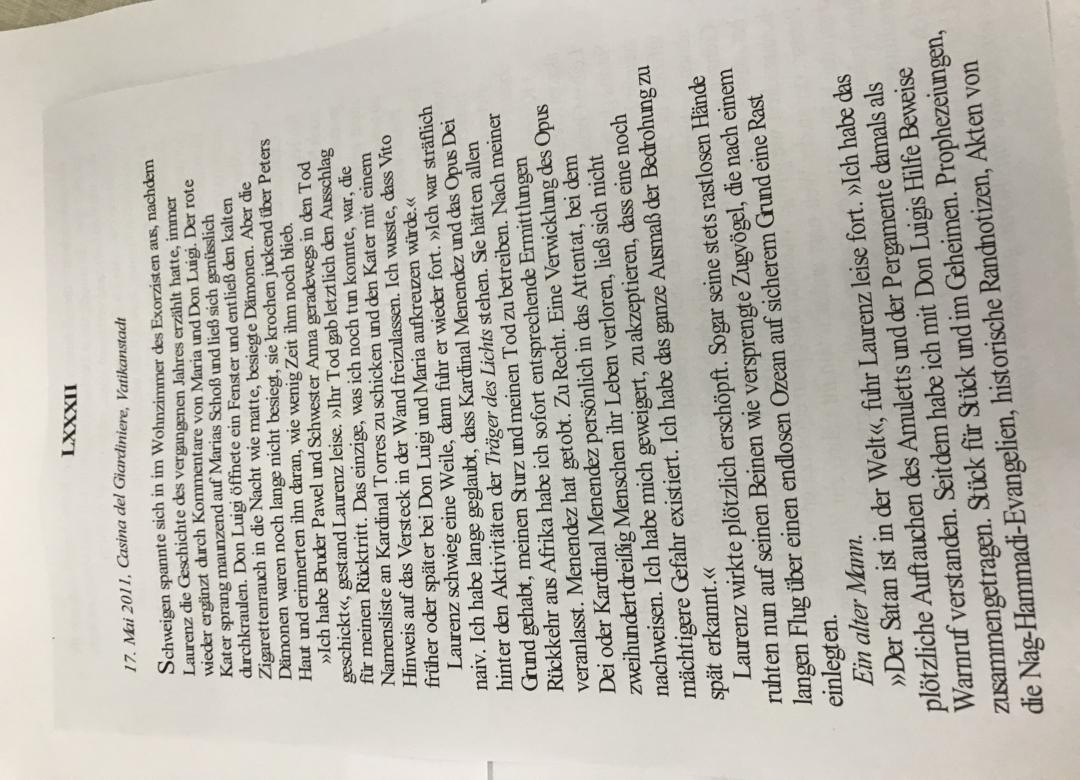 LXXXII
17. Mai 2011, Casina del Giardiniere, Vatikanstadt
Schweigen spannte sich in im Wohnzimmer des Exorzisten aus, nachdem
Laurenz die Geschichte des vergangenen Jahres erzählt hatte, immer
wieder ergänzt durch Kommentare von Maria und Don Luigi. Der rote
Kater sprang maunzend auf Marias Schoß und ließ sich genüsslich
durchkraulen. Don Luigi öffnete ein Fenster und entließ den kalten
Zigarettenrauch in die Nacht wie matte, besiegte Dämonen. Aber die
Dämonen waren noch lange nicht besiegt, sie krochen juckend über Peters
Haut und erinnerten ihn daran, wie wenig Zeit ihm noch blieb.
»Ich habe Bruder Pawel und Schwester Anna geradewegs in den Tod
geschickt«, gestand Laurenz leise. »Ihr Tod gab letztlich den Ausschlag
für meinen Rücktritt. Das einzige, was ich noch tun konnte, war, die
Namensliste an Kardinal Torres zu schicken und den Kater mit einem
Hinweis auf das Versteck in der Wand freizulassen. Ich wusste, dass Vito
früher oder später bei Don Luigi und Maria aufkreuzen würde.«
Laurenz schwieg eine Weile, dann fuhr er wieder fort. »Ich war sträflich
naiv. Ich habe lange geglaubt, dass Kardinal Menendez und das Opus Dei
hinter den Aktivitäten der Träger des Lichts stehen. Sie hätten allen
Grund gehabt, meinen Sturz und meinen Tod zu betreiben. Nach meiner
Rückkehr aus Afrika habe ich sofort entsprechende Ermittlungen
veranlasst. Menendez hat getobt. Zu Recht. Eine Verwicklung des Opus
Dei oder Kardinal Menendez persönlich in das Attentat, bei dem
zweihundertdreißig Menschen ihr Leben verloren, ließ sich nicht
nachweisen. Ich habe mich geweigert, zu akzeptieren, dass eine noch
mächtigere Gefahr existiert. Ich habe das ganze Ausmaß der Bedrohung zu
spät erkannt.«
Laurenz wirkte plötzlich erschöpft. Sogar seine stets rastlosen Hände
ruhten nun auf seinen Beinen wie versprengte Zugvögel, die nach einem
langen Flug über einen endlosen Ozean auf sicherem Grund eine Rast
einlegten.
Ein alter Mann.
»Der Satan ist in der Welt«, fuhr Laurenz leise fort. »Ich habe das
plötzliche Auftauchen des Amuletts und der Pergamente damals als
Warnruf verstanden. Seitdem habe ich mit Don Luigis Hilfe Beweise
zusammengetragen. Stück für Stück und im Geheimen. Prophezeiungen,
die Nag-Hammadi-Evangelien, historische Randnotizen, Akten von